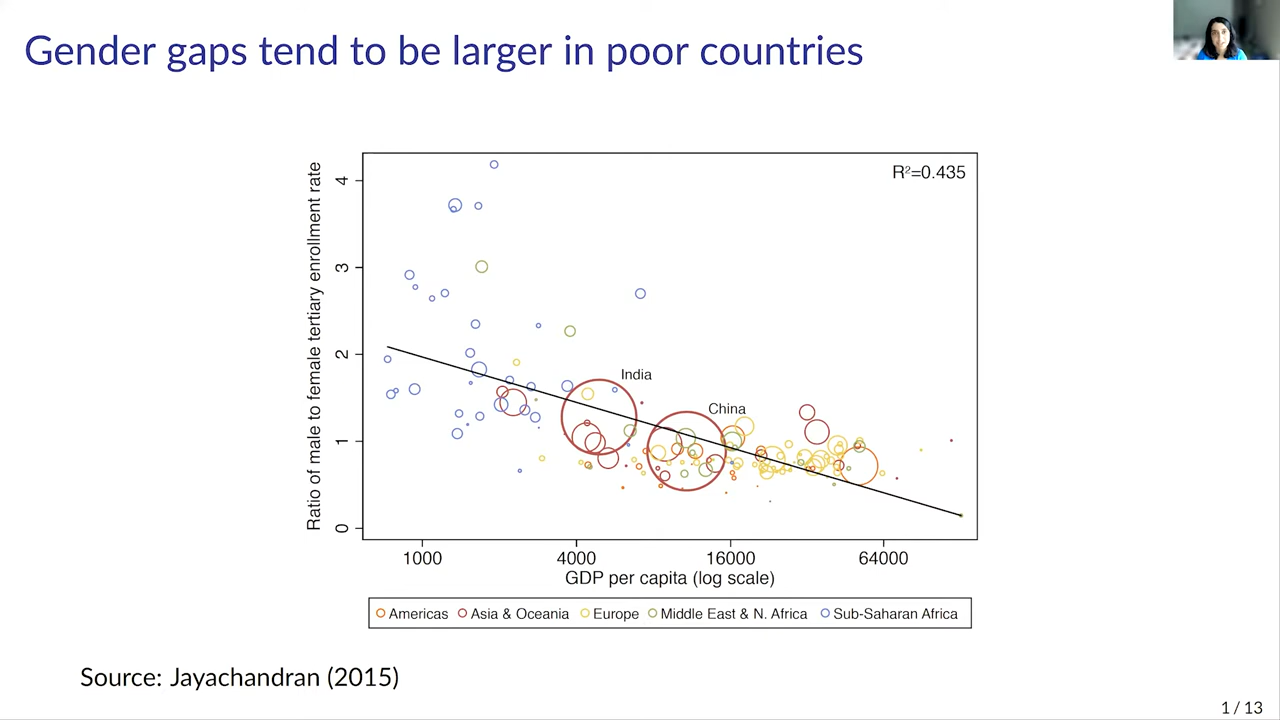 Gender gaps tend to be larger in poor countries
R²=0.435
Ratio of male to female tertiary enrollment rate
4
3
2
1
0
India
China
1000 4000 16000 64000
GDP per capita (log scale)
Americas Asia & Oceania Europe Middle East & N. Africa Sub-Saharan Africa
Source: Jayachandran (2015)
1 / 13